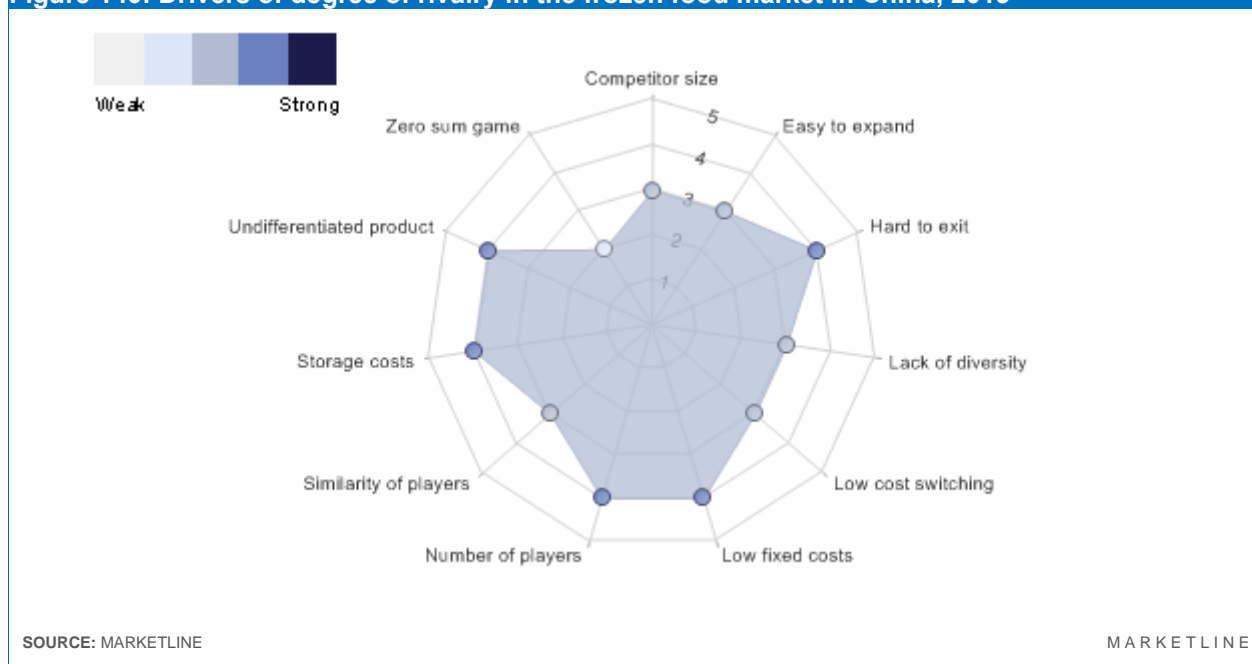 Weak
Strong
Competitor size
Zero sum game
5
Easy to expand
4
3
Undifferentiated product
Hard to exit
2
1
Storage costs
Lack of diversity
Similarity of players
Low cost switching
Number of players
Low fixed costs
SOURCE: MARKETLINE
MARKETLINE